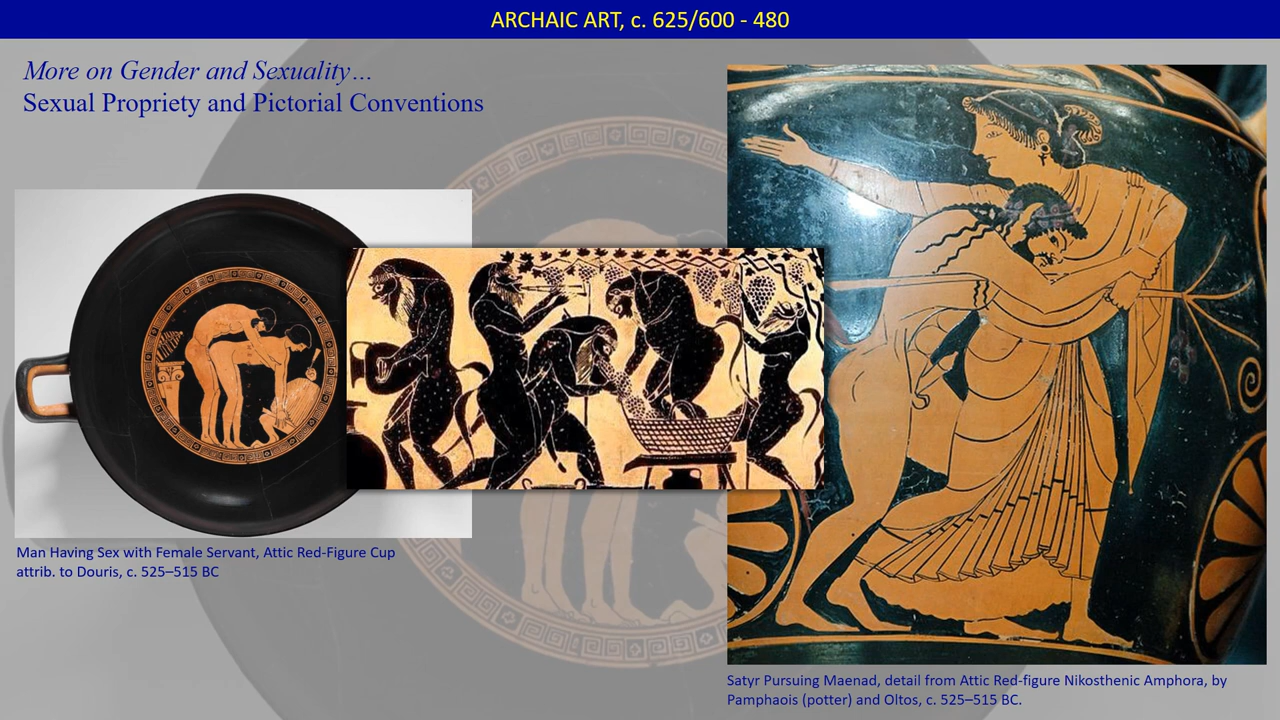 ARCHAIC ART, c. 625/600 - 480
More on Gender and Sexuality…
Sexual Propriety and Pictorial Conventions
Man Having Sex with Female Servant, Attic Red-Figure Cup
attrib. to Douris, c. 525–515 BC
Satyr Pursuing Maenad, detail from Attic Red-figure Nikosthenic Amphora, by
Pamphaois (potter) and Oltos, c. 525–515 BC.